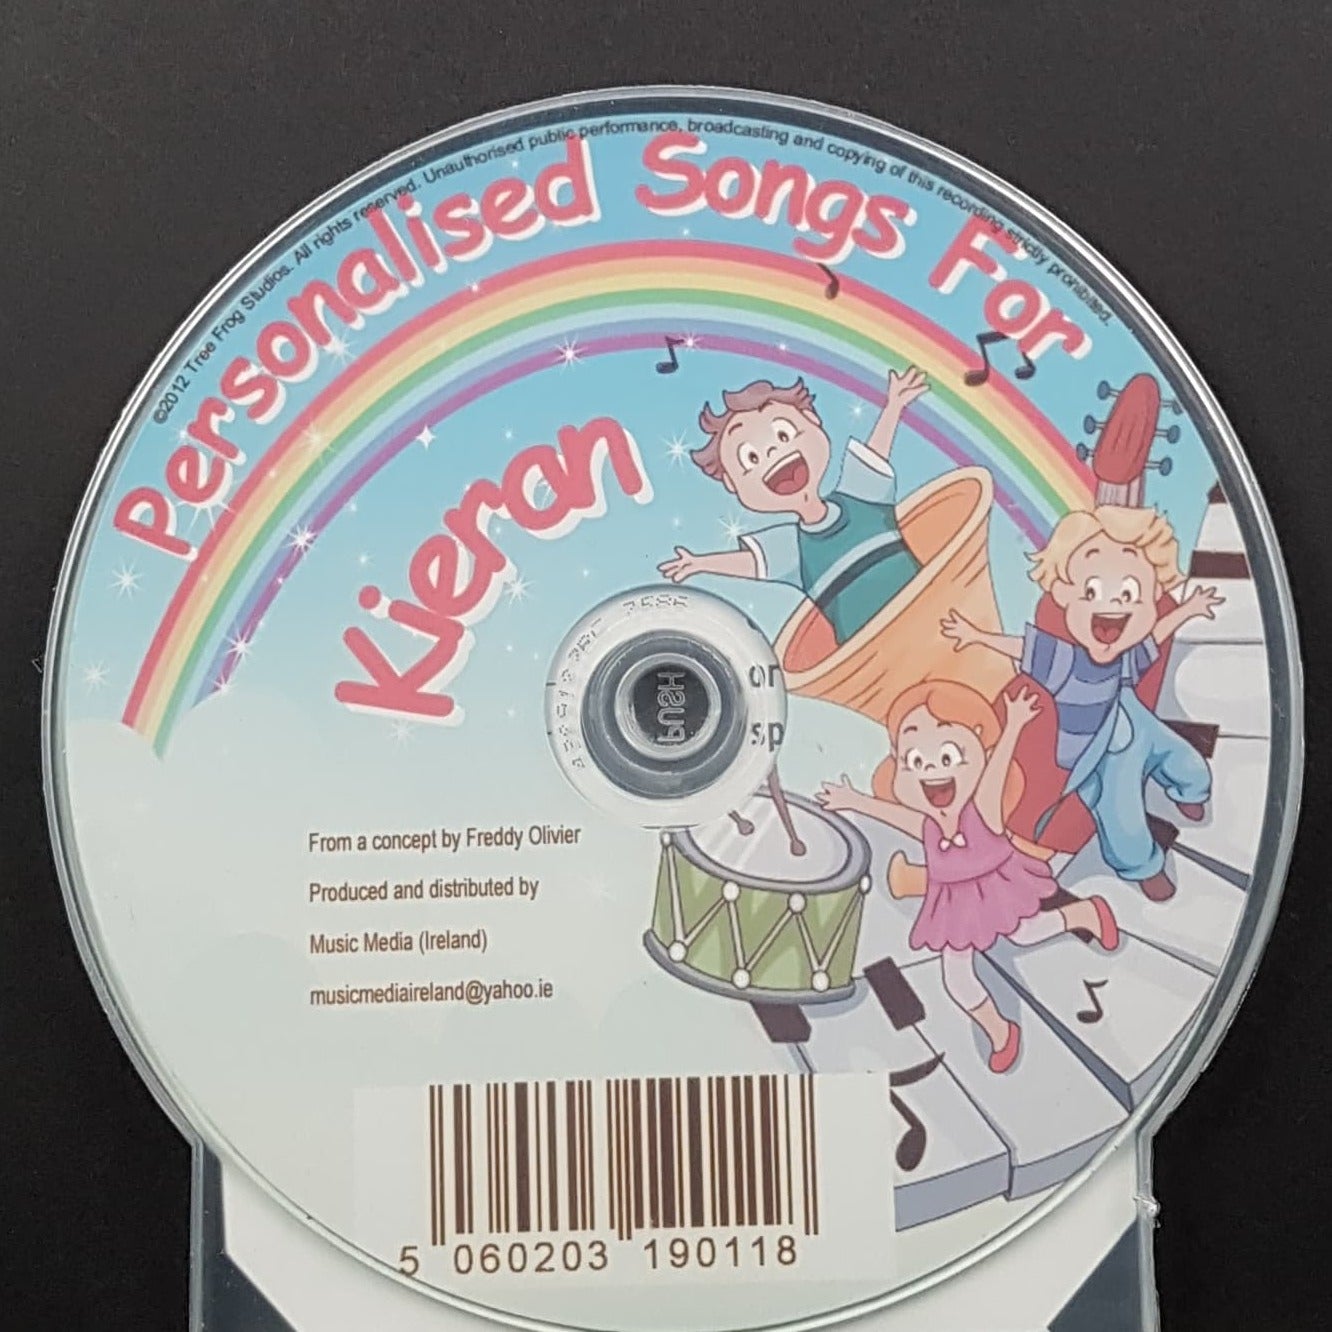 ©2012 Tree Frog Studios. All rights reserved. Unauthorised public performance, broadcasting and copying of this recording strictly prohibited.
Personalised Songs For
Kieran
PUSH
From a concept by Freddy Olivier
Produced and distributed by
Music Media (Ireland)
musicmediaireland@yahoo.ie
5 060203 190118